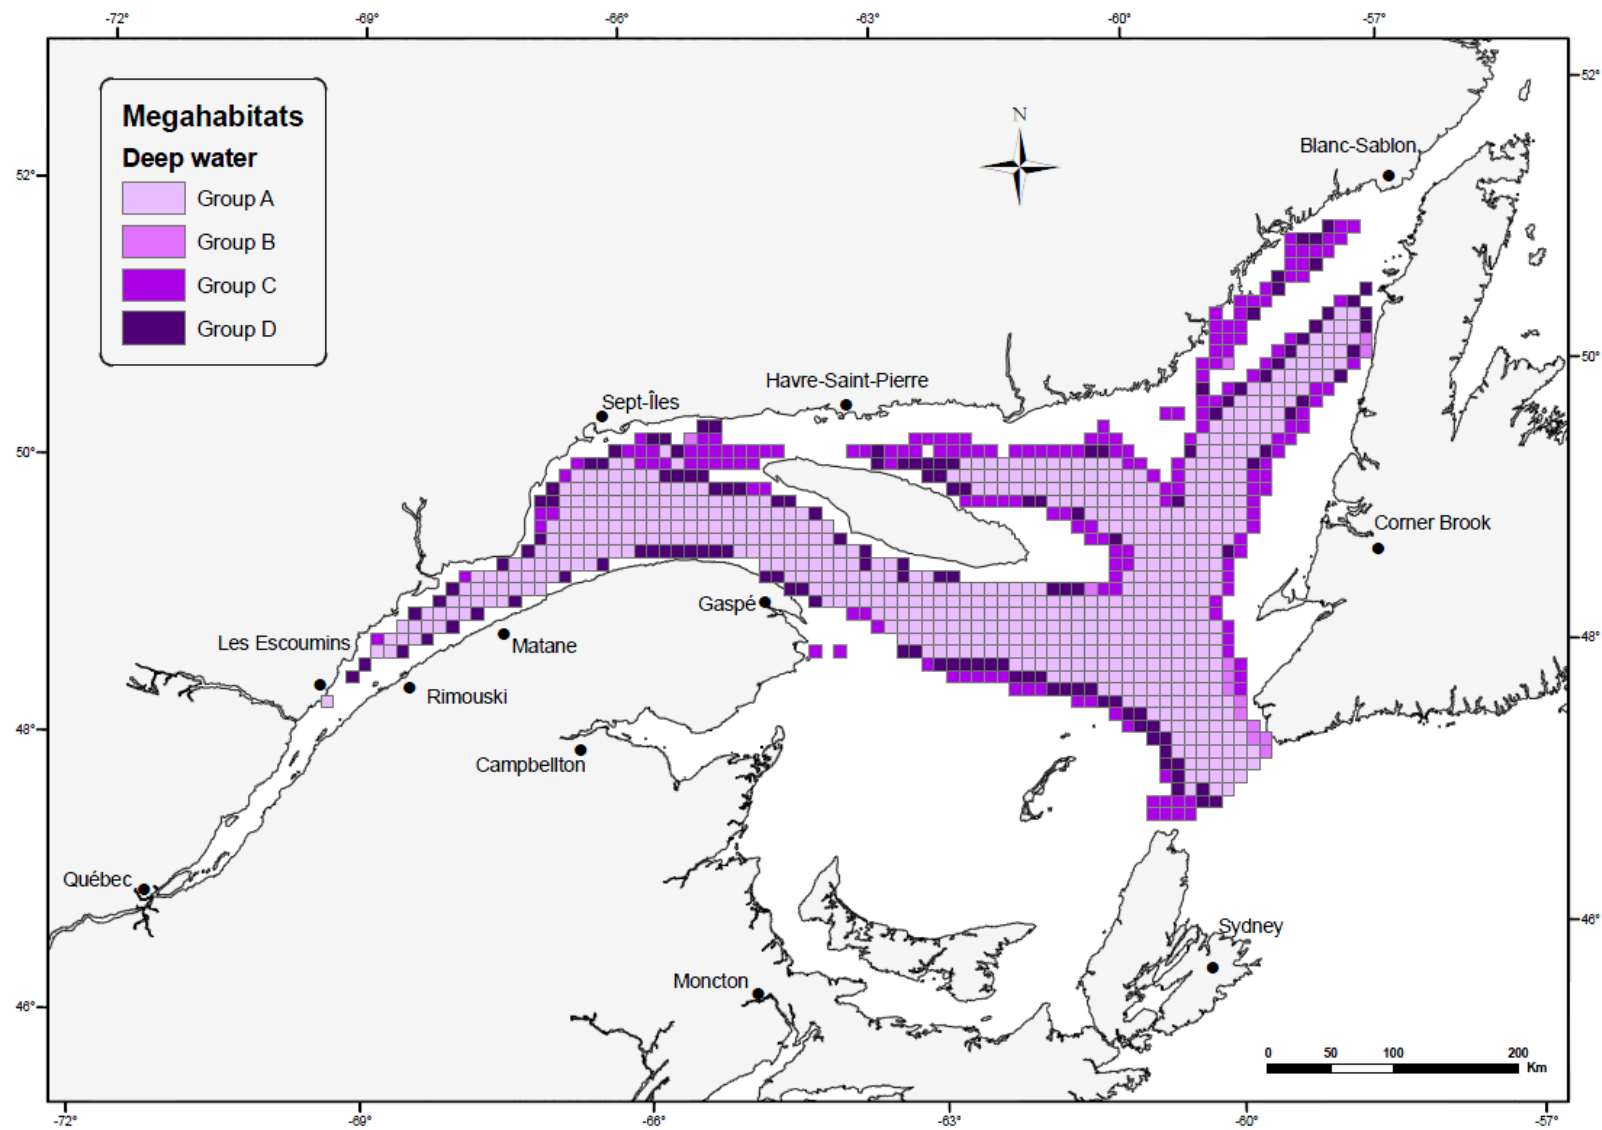 -72° -69° -66° -63° -60° -57°
52°
Megahabitats
Deep water
Group A
Group B
Group C
Group D
N
Blanc-Sablon
52°
50°
Havre-Saint-Pierre
Sept-Îles
50°
Corner Brook
Gaspé
Les Escoumins
Matane
48°
Rimouski
48°
Campbellton
Québec
46°
Sydney
Moncton
46°
0 50 100 200
Km
-72° -69° -66° -63° -60° -57°